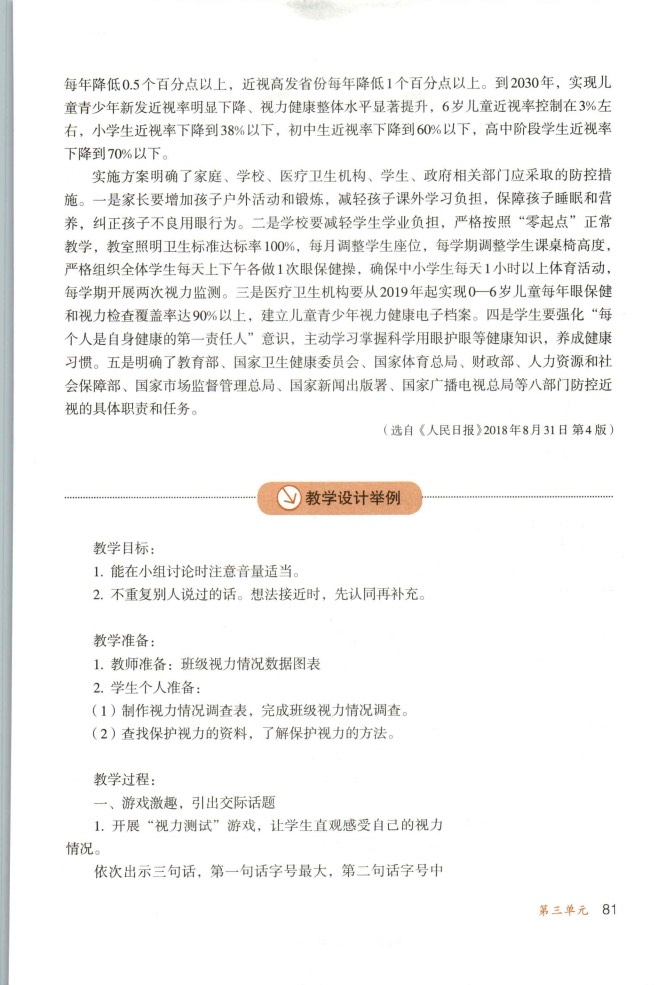 每年降低0.5个百分点以上，近视高发省份每年降低1个百分点以上。到2030年，实现儿
童青少年新发近视率明显下降、视力健康整体水平显著提升，6岁儿童近视率控制在3%左
右，小学生近视率下降到38%以下，初中生近视率下降到60%以下，高中阶段学生近视率
下降到70%以下。
实施方案明确了家庭、学校、医疗卫生机构、学生、政府相关部门应采取的防控措
施。一是家长要增加孩子户外活动和锻炼，减轻孩子课外学习负担，保障孩子睡眠和营
养，纠正孩子不良用眼行为。二是学校要减轻学生学业负担，严格按照“零起点”正常
教学，教室照明卫生标准达标率100%，每月调整学生座位，每学期调整学生课桌椅高度，
严格组织全体学生每天上下午各做1次眼保健操，确保中小学生每天1小时以上体育活动，
每学期开展两次视力监测。三是医疗卫生机构要从2019年起实现0—6岁儿童每年眼保健
和视力检查覆盖率达90%以上，建立儿童青少年视力健康电子档案。四是学生要强化“每
个人是自身健康的第一责任人”意识，主动学习掌握科学用眼护眼等健康知识，养成健康
习惯。五是明确了教育部、国家卫生健康委员会、国家体育总局、财政部、人力资源和社
会保障部、国家市场监督管理总局、国家新闻出版署、国家广播电视总局等八部门防控近
视的具体职责和任务。
（选自《人民日报》2018年8月31日 第4版）
教学设计举例
教学目标：
1. 能在小组讨论时注意音量适当。
2. 不重复别人说过的话。想法接近时，先认同再补充。
教学准备：
1. 教师准备：班级视力情况数据图表
2. 学生个人准备：
（1）制作视力情况调查表，完成班级视力情况调查。
（2）查找保护视力的资料，了解保护视力的方法。
教学过程：
一、游戏激趣，引出交际话题
1. 开展“视力测试”游戏，让学生直观感受自己的视力
情况。
依次出示三句话，第一句话字号最大，第二句话字号中
第三单元 81